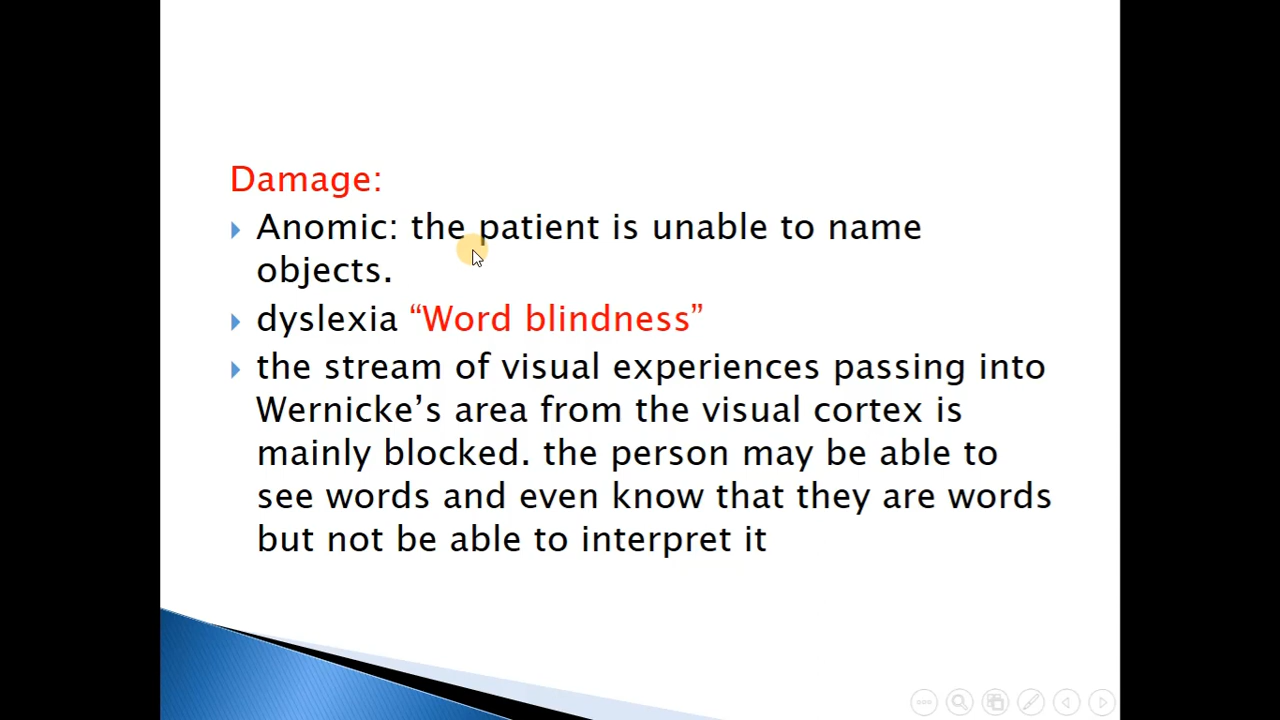 Damage:
Anomic: the patient is unable to name
objects.
dyslexia “Word blindness”
the stream of visual experiences passing into
Wernicke’s area from the visual cortex is
mainly blocked. the person may be able to
see words and even know that they are words
but not be able to interpret it